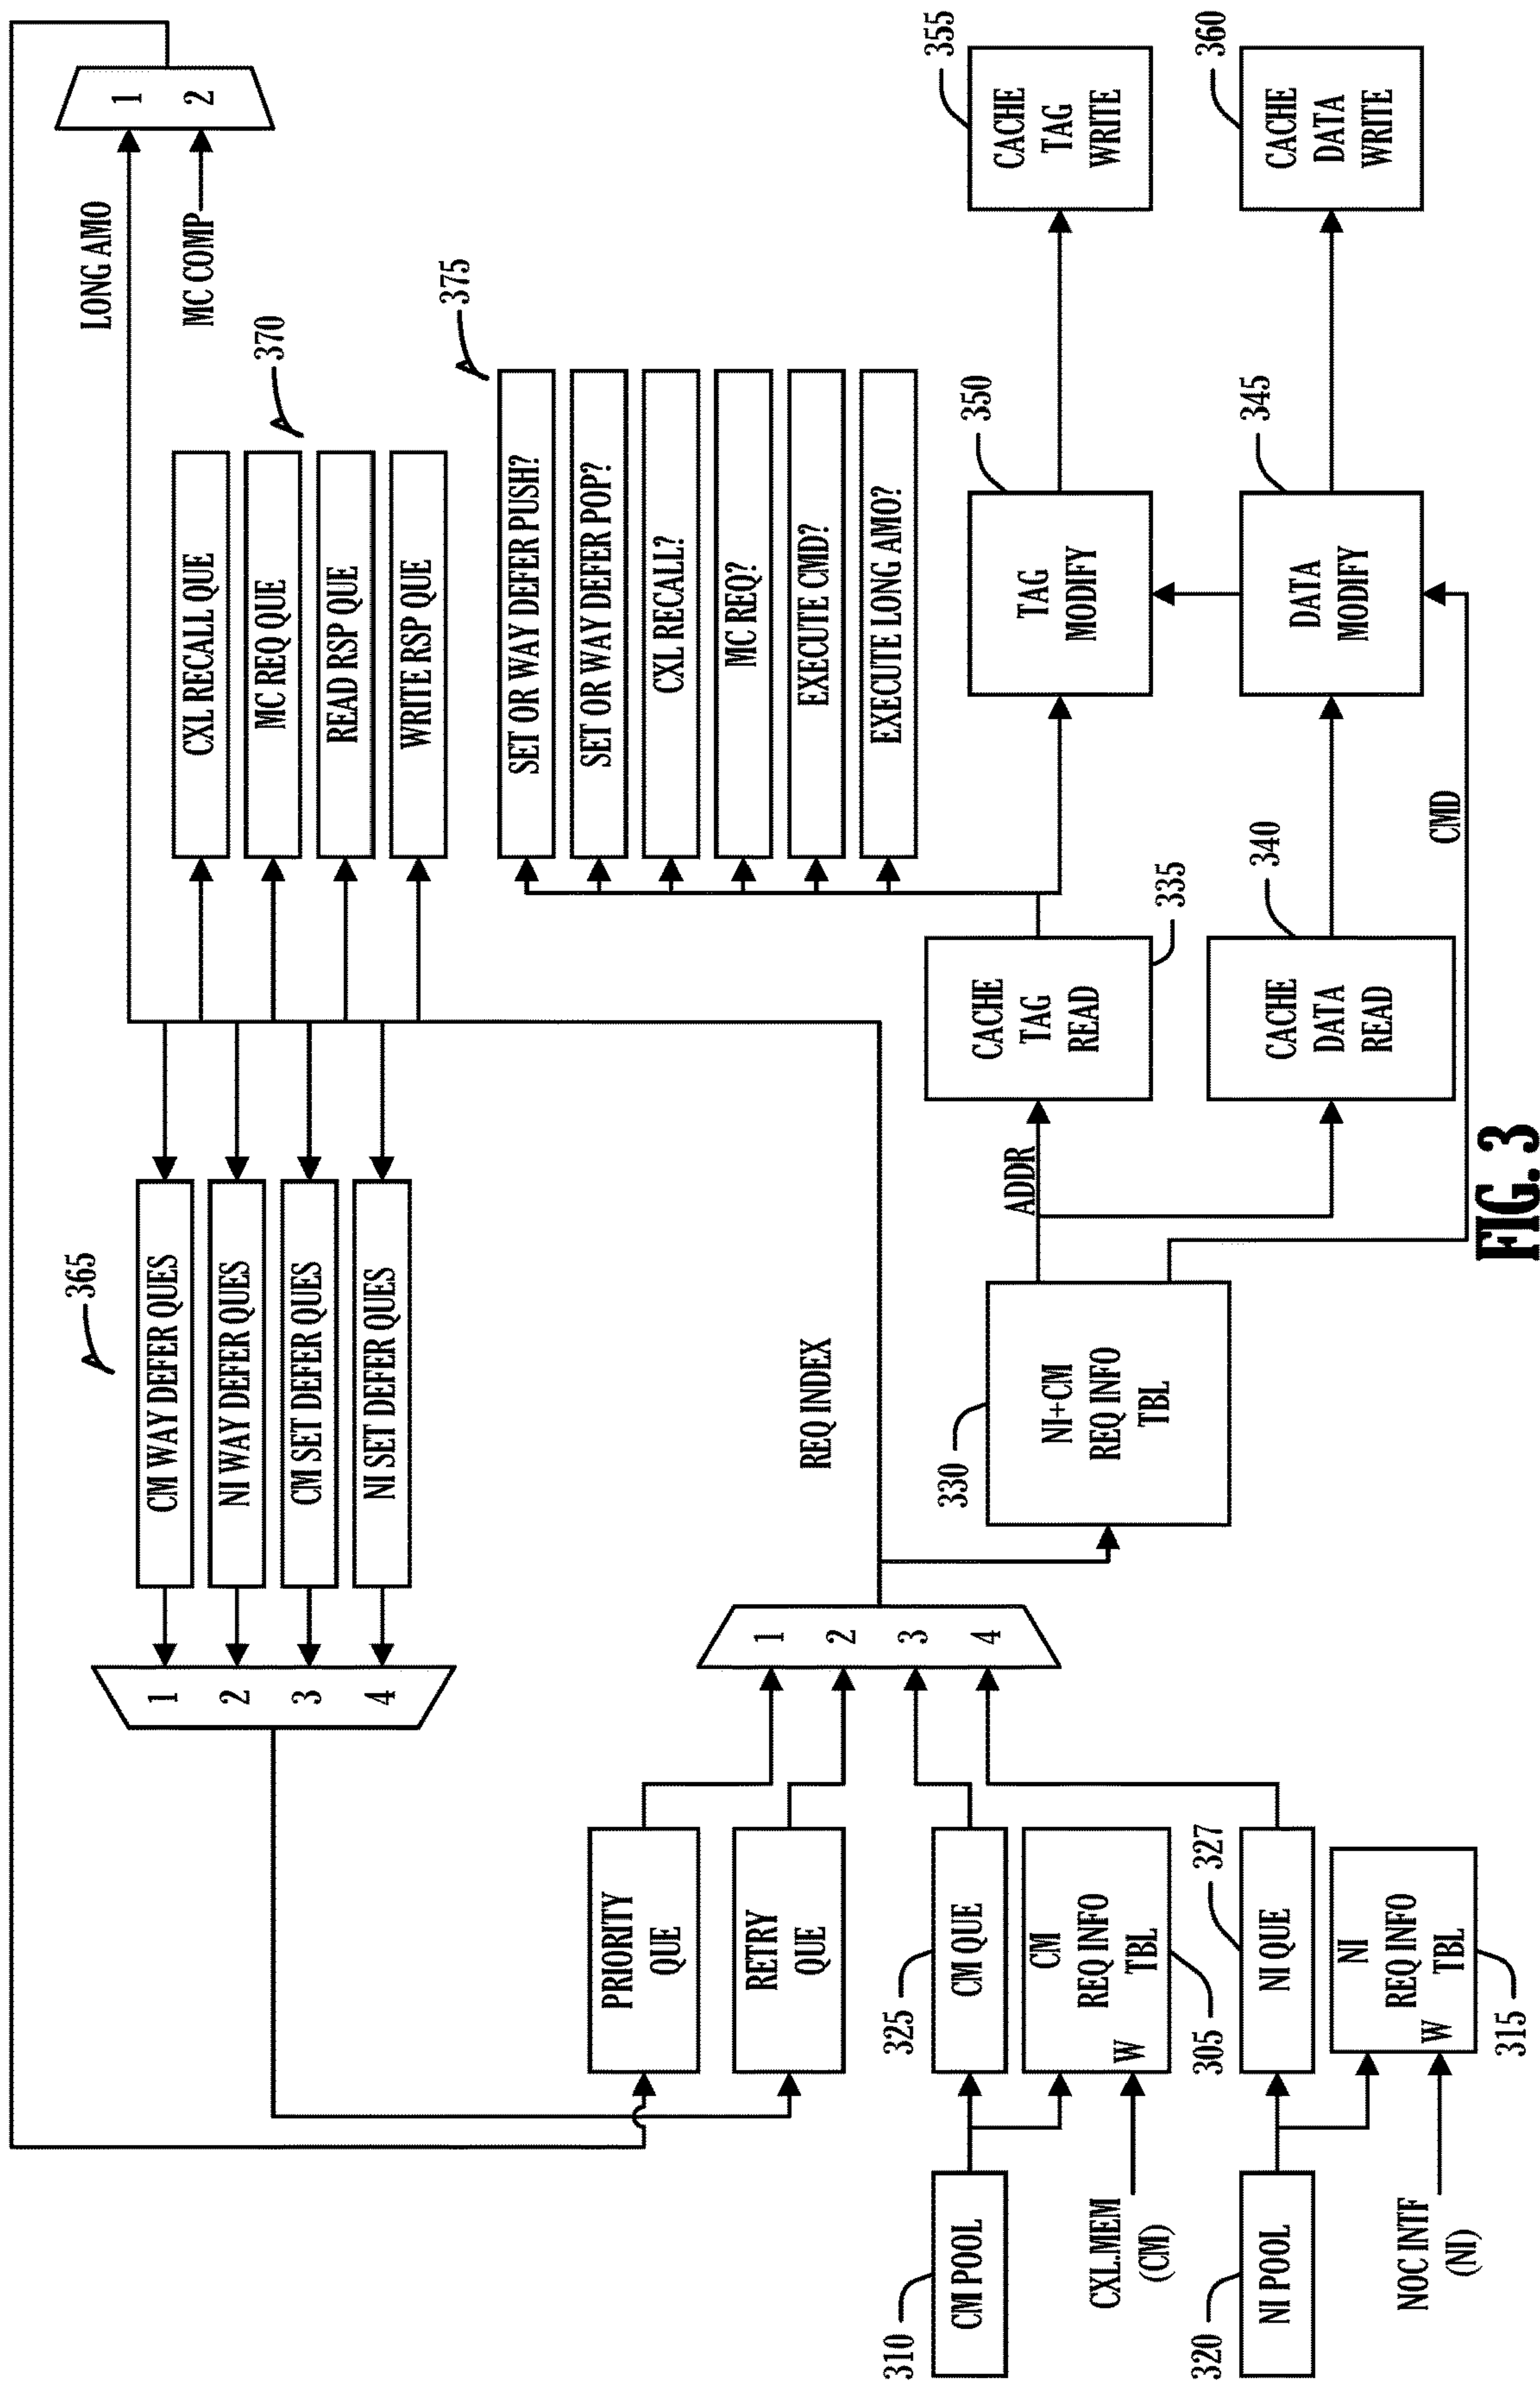 LONG AMO
MC COMP
1
2
365
CM WAY DEFER QUES
NI WAY DEFER QUES
CM SET DEFER QUES
NI SET DEFER QUES
1
2
3
4
370
CXL RECALL QUE
MC REQ QUE
READ RSP QUE
WRITE RSP QUE
375
SET OR WAY DEFER PUSH?
SET OR WAY DEFER POP?
CXL RECALL?
MC REQ?
EXECUTE CMD?
EXECUTE LONG AMO?
PRIORITY
QUE
RETRY
QUE
1
2
3
4
REQ INDEX
310
CM POOL
325
CM QUE
CM
REQ INFO
TBL
W
305
CXL.MEM
(CM)
320
NI POOL
327
NI QUE
NI
REQ INFO
TBL
W
315
NOC INTF
(NI)
330
NI+CM
REQ INFO
TBL
ADDR
CACHE
TAG
READ
335
340
CACHE
DATA
READ
CMD
350
TAG
MODIFY
345
DATA
MODIFY
355
CACHE
TAG
WRITE
360
CACHE
DATA
WRITE
FIG. 3